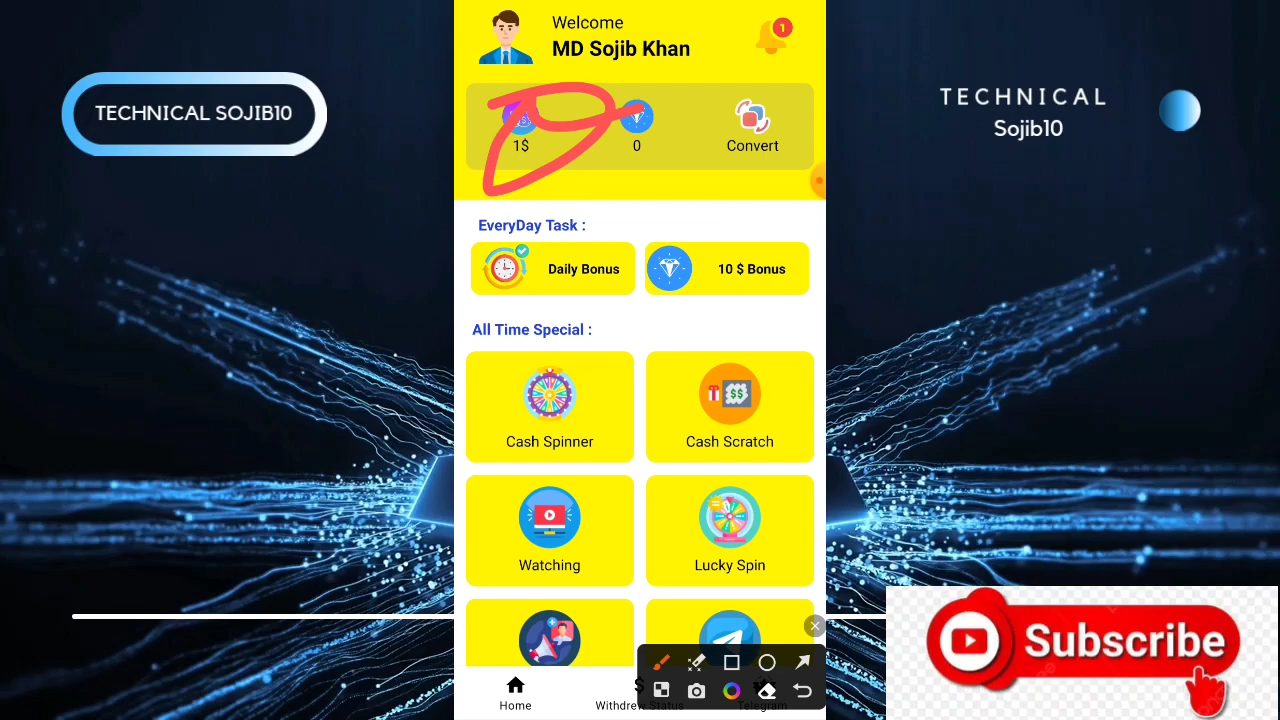 TECHNICAL SOJIB10
Welcome
MD Sojib Khan
1
1$
0
Convert
EveryDay Task :
Daily Bonus
10 $ Bonus
All Time Special :
Cash Spinner
Cash Scratch
$$
Watching
Lucky Spin
Home
Withdrew Status
Telegram
TECHNICAL
Sojib10
Subscribe